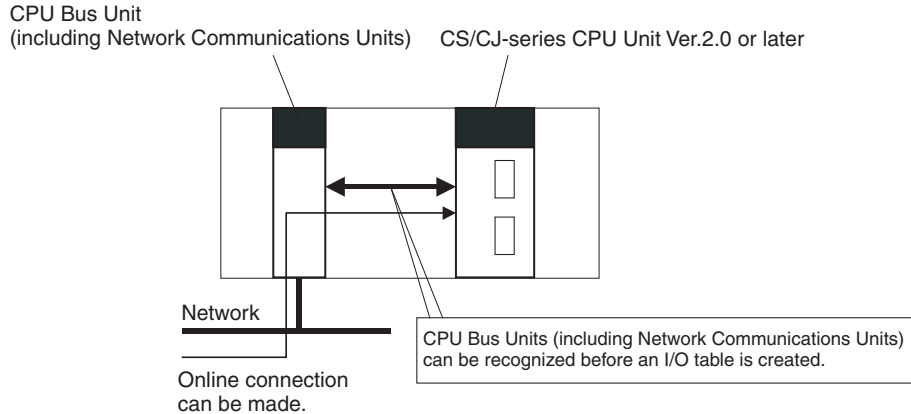 CPU Bus Unit
(including Network Communications Units)
CS/CJ-series CPU Unit Ver.2.0 or later
Network
CPU Bus Units (including Network Communications Units)
can be recognized before an I/O table is created.
Online connection
can be made.